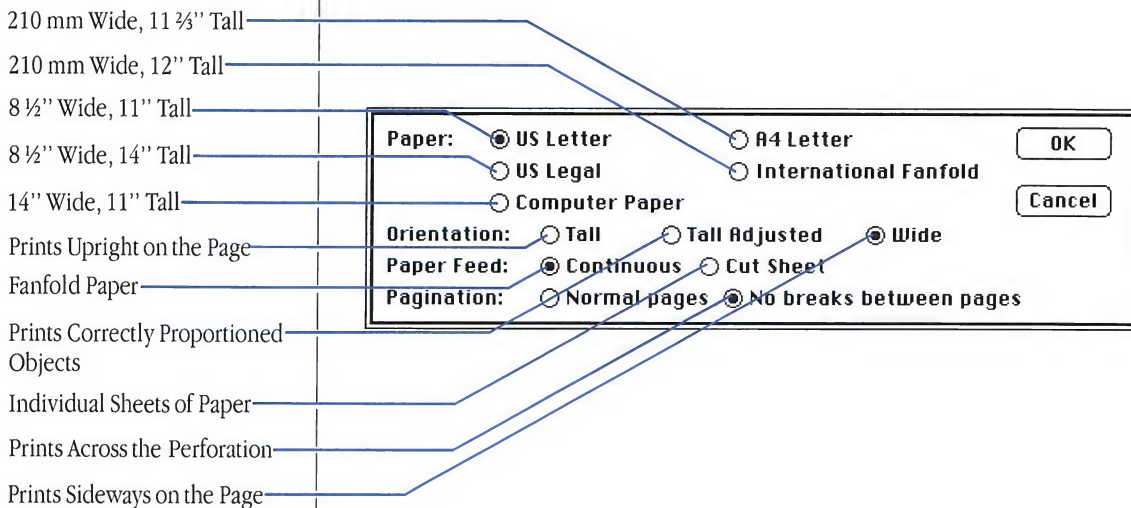 210 mm Wide, 11 ⅔’’ Tall
210 mm Wide, 12’’ Tall
8 ½’’ Wide, 11’’ Tall
8 ½’’ Wide, 14’’ Tall
14’’ Wide, 11’’ Tall
Prints Upright on the Page
Fanfold Paper
Prints Correctly Proportioned
Objects
Individual Sheets of Paper
Prints Across the Perforation
Prints Sideways on the Page
Paper: US Letter A4 Letter OK
US Legal International Fanfold
Computer Paper Cancel
Orientation: Tall Tall Adjusted Wide
Paper Feed: Continuous Cut Sheet
Pagination: Normal pages No breaks between pages